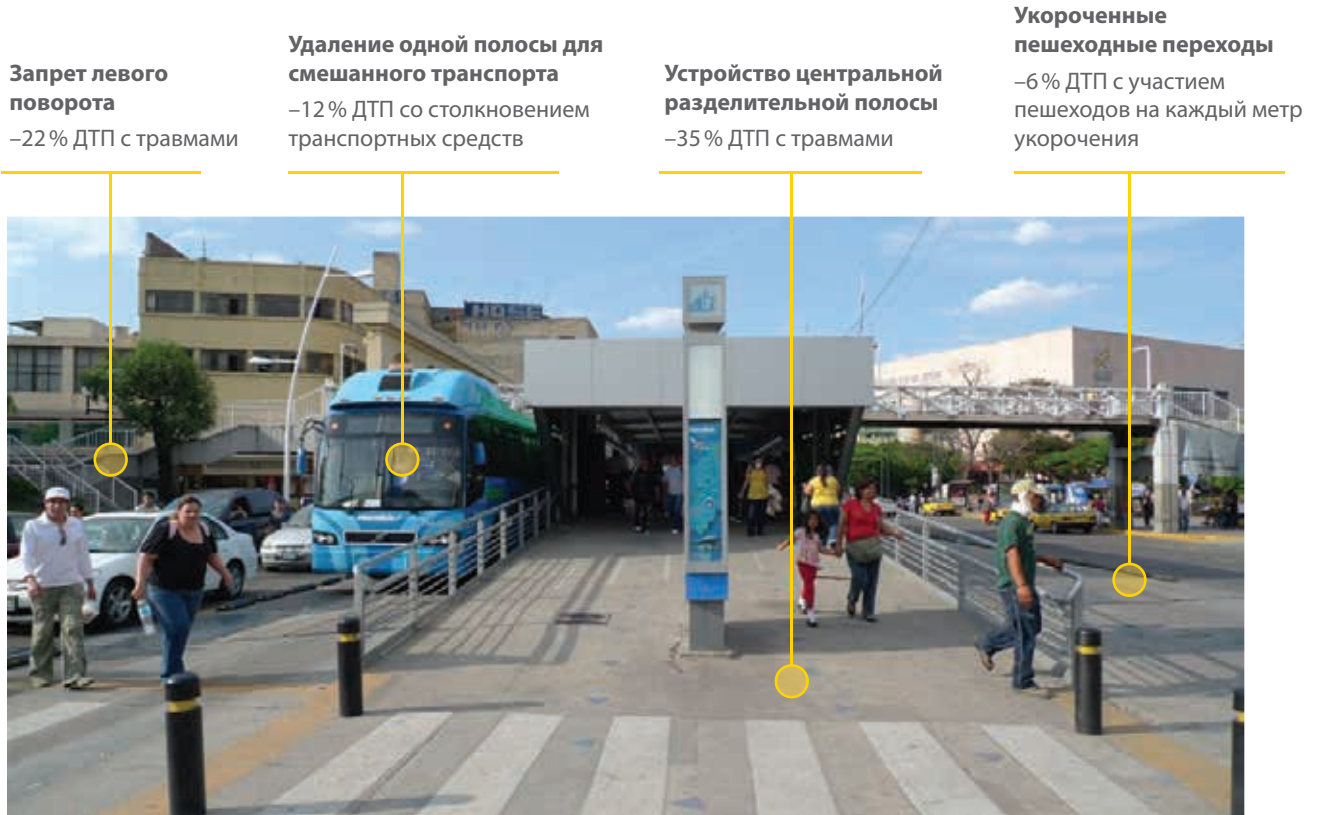 Запрет левого
поворота
–22 % ДТП с травмами
Удаление одной полосы для
смешанного транспорта
–12 % ДТП со столкновением
транспортных средств
Устройство центральной
разделительной полосы
–35 % ДТП с травмами
Укороченные
пешеходные переходы
–6 % ДТП с участием
пешеходов на каждый метр
укорочения